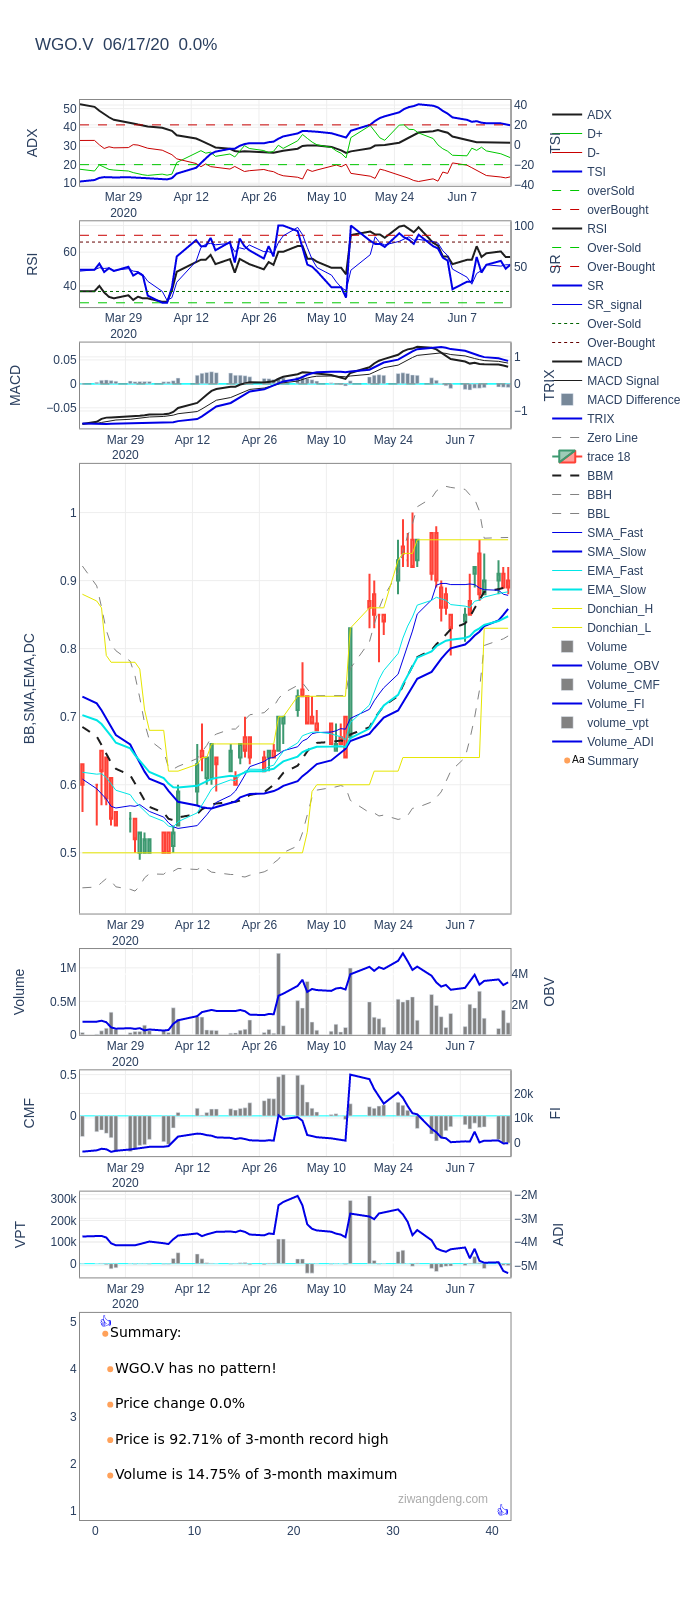 WGO.V 06/17/20 0.0%
50
40
30
20
10
ADX
40
20
0
−20
−40
TSI
Mar 29
2020
Apr 12
Apr 26
May 10
May 24
Jun 7
60
40
RSI
100
50
SR
Mar 29
2020
Apr 12
Apr 26
May 10
May 24
Jun 7
0.05
0
−0.05
MACD
1
0
−1
TRIX
Mar 29
2020
Apr 12
Apr 26
May 10
May 24
Jun 7
1
0.9
0.8
0.7
0.6
0.5
BB,SMA,EMA,DC
Mar 29
2020
Apr 12
Apr 26
May 10
May 24
Jun 7
1M
0.5M
0
Volume
4M
2M
OBV
Mar 29
2020
Apr 12
Apr 26
May 10
May 24
Jun 7
0.5
0
CMF
20k
10k
0
FI
Mar 29
2020
Apr 12
Apr 26
May 10
May 24
Jun 7
300k
200k
100k
0
VPT
−2M
−3M
−4M
−5M
ADI
Mar 29
2020
Apr 12
Apr 26
May 10
May 24
Jun 7
5
4
3
2
1
👍
Summary:
WGO.V has no pattern!
Price change 0.0%
Price is 92.71% of 3-month record high
Volume is 14.75% of 3-month maximum
ziwangdeng.com
👍
0
10
20
30
40
ADX
D+
D-
TSI
overSold
overBought
RSI
Over-Sold
Over-Bought
SR
SR_signal
Over-Sold
Over-Bought
MACD
MACD Signal
MACD Difference
TRIX
Zero Line
trace 18
BBM
BBH
BBL
SMA_Fast
SMA_Slow
EMA_Fast
EMA_Slow
Donchian_H
Donchian_L
Volume
Volume_OBV
Volume_CMF
Volume_FI
volume_vpt
Volume_ADI
Aa Summary